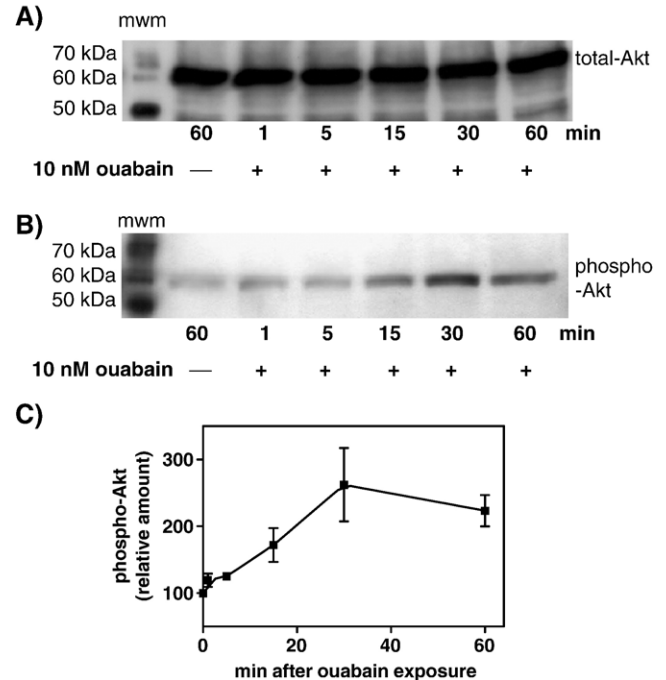 A)
mwm
70 kDa
60 kDa
50 kDa
total-Akt
60 1 5 15 30 60 min
10 nM ouabain — + + + + +
B)
mwm
70 kDa
60 kDa
50 kDa
phospho
-Akt
60 1 5 15 30 60 min
10 nM ouabain — + + + + +
C)
phospho-Akt
(relative amount)
300
200
100
0 20 40 60
min after ouabain exposure